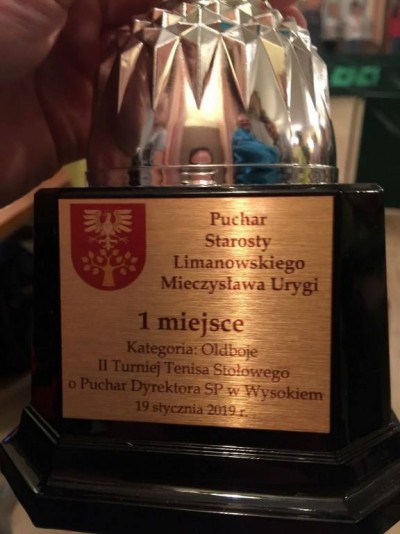 Puchar
Starosty
Limanowskiego
Mieczysława Urygi
1 miejsce
Kategoria: Oldboje
II Turniej Tenisa Stołowego
o Puchar Dyrektora SP w Wysokiem
19 stycznia 2019 r.